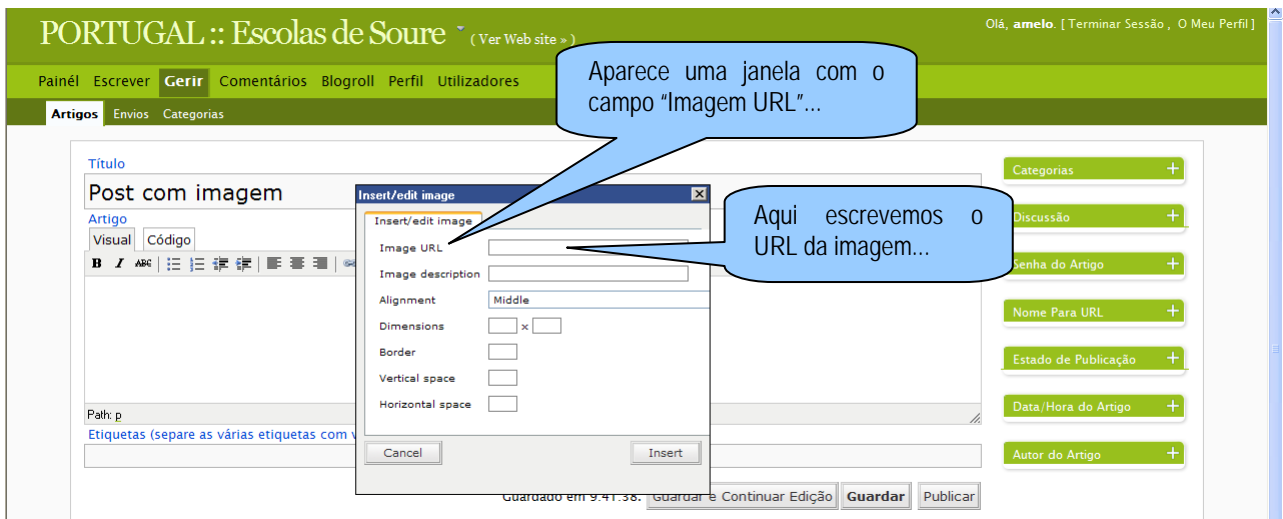 PORTUGAL :: Escolas de Soure ( Ver Web site » )
Olá, amelo. [ Terminar Sessão , O Meu Perfil ]
Painél Escrever Gerir Comentários Blogroll Perfil Utilizadores
Artigos Envios Categorias
Aparece uma janela com o
campo “Imagem URL”...
Título
Post com imagem
Artigo
Visual Código
B I ABC
Path: p
Etiquetas (separe as várias etiquetas com
Insert/edit image
Insert/edit image
Image URL
Image description
Alignment Middle
Dimensions x
Border
Vertical space
Horizontal space
Cancel Insert
Aqui escrevemos o
URL da imagem...
Categorias +
Discussão +
Senha do Artigo +
Nome Para URL +
Estado de Publicação +
Data/Hora do Artigo +
Autor do Artigo +
Guardado em 9:41:38. Guardar e Continuar Edição Guardar Publicar